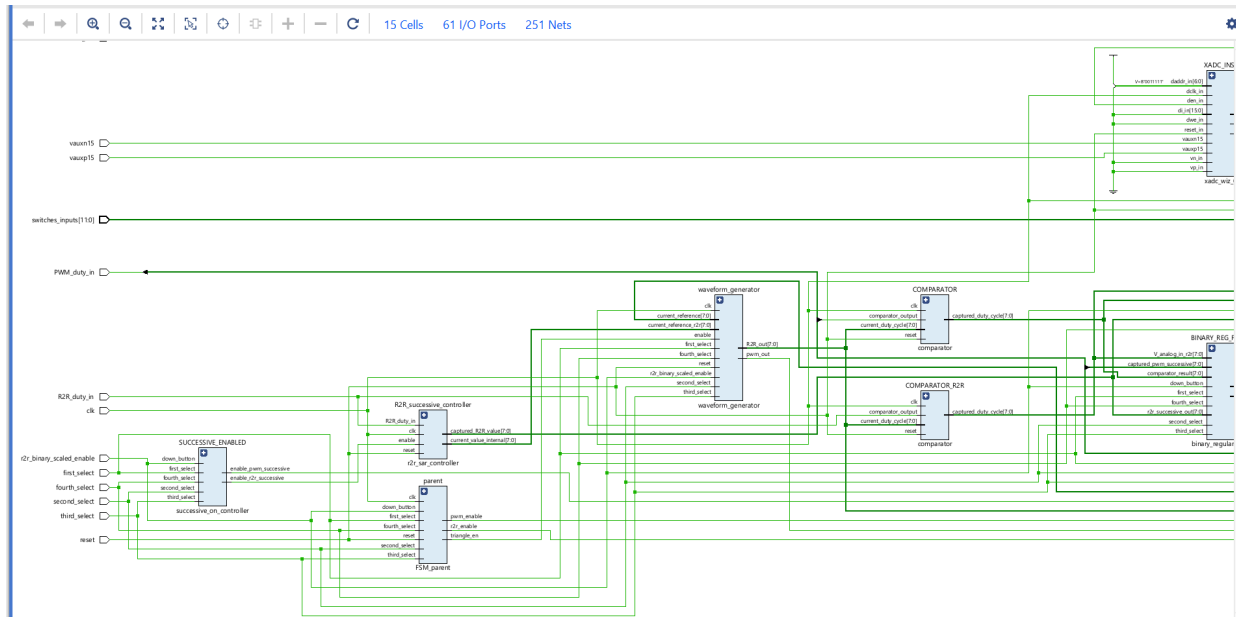 15 Cells 61 I/O Ports 251 Nets
vauxn15
vauxp15
switches_inputs[11:0]
PWM_duty_in
R2R_duty_in
clk
r2r_binary_scaled_enable
first_select
fourth_select
second_select
third_select
reset
SUCCESSIVE_ENABLED
down_button
first_select
fourth_select
second_select
third_select
enable_pwm_successive
enable_r2r_successive
successive_on_controller
R2R_successive_controller
R2R_duty_in
clk
enable
reset
captured_R2R_value[7:0]
current_value_internal[7:0]
r2r_sar_controller
parent
clk
down_button
first_select
fourth_select
reset
second_select
third_select
pwm_enable
r2r_enable
triangle_en
FSM_parent
waveform_generator
clk
current_reference[7:0]
current_reference_r2r[7:0]
enable
first_select
fourth_select
reset
r2r_binary_scaled_enable
second_select
third_select
R2R_out[7:0]
pwm_out
waveform_generator
COMPARATOR
clk
comparator_output
current_duty_cycle[7:0]
reset
captured_duty_cycle[7:0]
comparator
COMPARATOR_R2R
clk
comparator_output
current_duty_cycle[7:0]
reset
captured_duty_cycle[7:0]
comparator
XADC_INS
daddr_in[6:0]
dclk_in
den_in
di_in[15:0]
dwe_in
reset_in
vauxn15
vauxp15
vn_in
vp_in
xadc_wiz_
BINARY_REG_
V_analog_in_r2r[7:0]
captured_pwm_successive[7:0]
comparator_result[7:0]
down_button
first_select
fourth_select
r2r_successive_out[7:0]
second_select
third_select
binary_regular